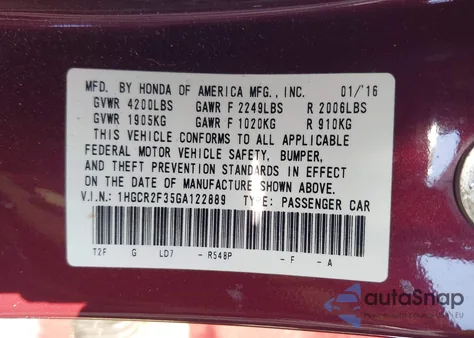 MFD. BY HONDA OF AMERICA MFG., INC. 01/'16
GVWR 4200LBS GAWR F 2249LBS R 2006LBS
GVWR 1905KG GAWR F 1020KG R 910KG
THIS VEHICLE CONFORMS TO ALL APPLICABLE
FEDERAL MOTOR VEHICLE SAFETY, BUMPER,
AND THEFT PREVENTION STANDARDS IN EFFECT
ON THE DATE OF MANUFACTURE SHOWN ABOVE.
V.I.N.: 1HGCR2F35GA122889 TYPE: PASSENGER CAR
T2F G LD7 - R548P - F - A
autoSnap